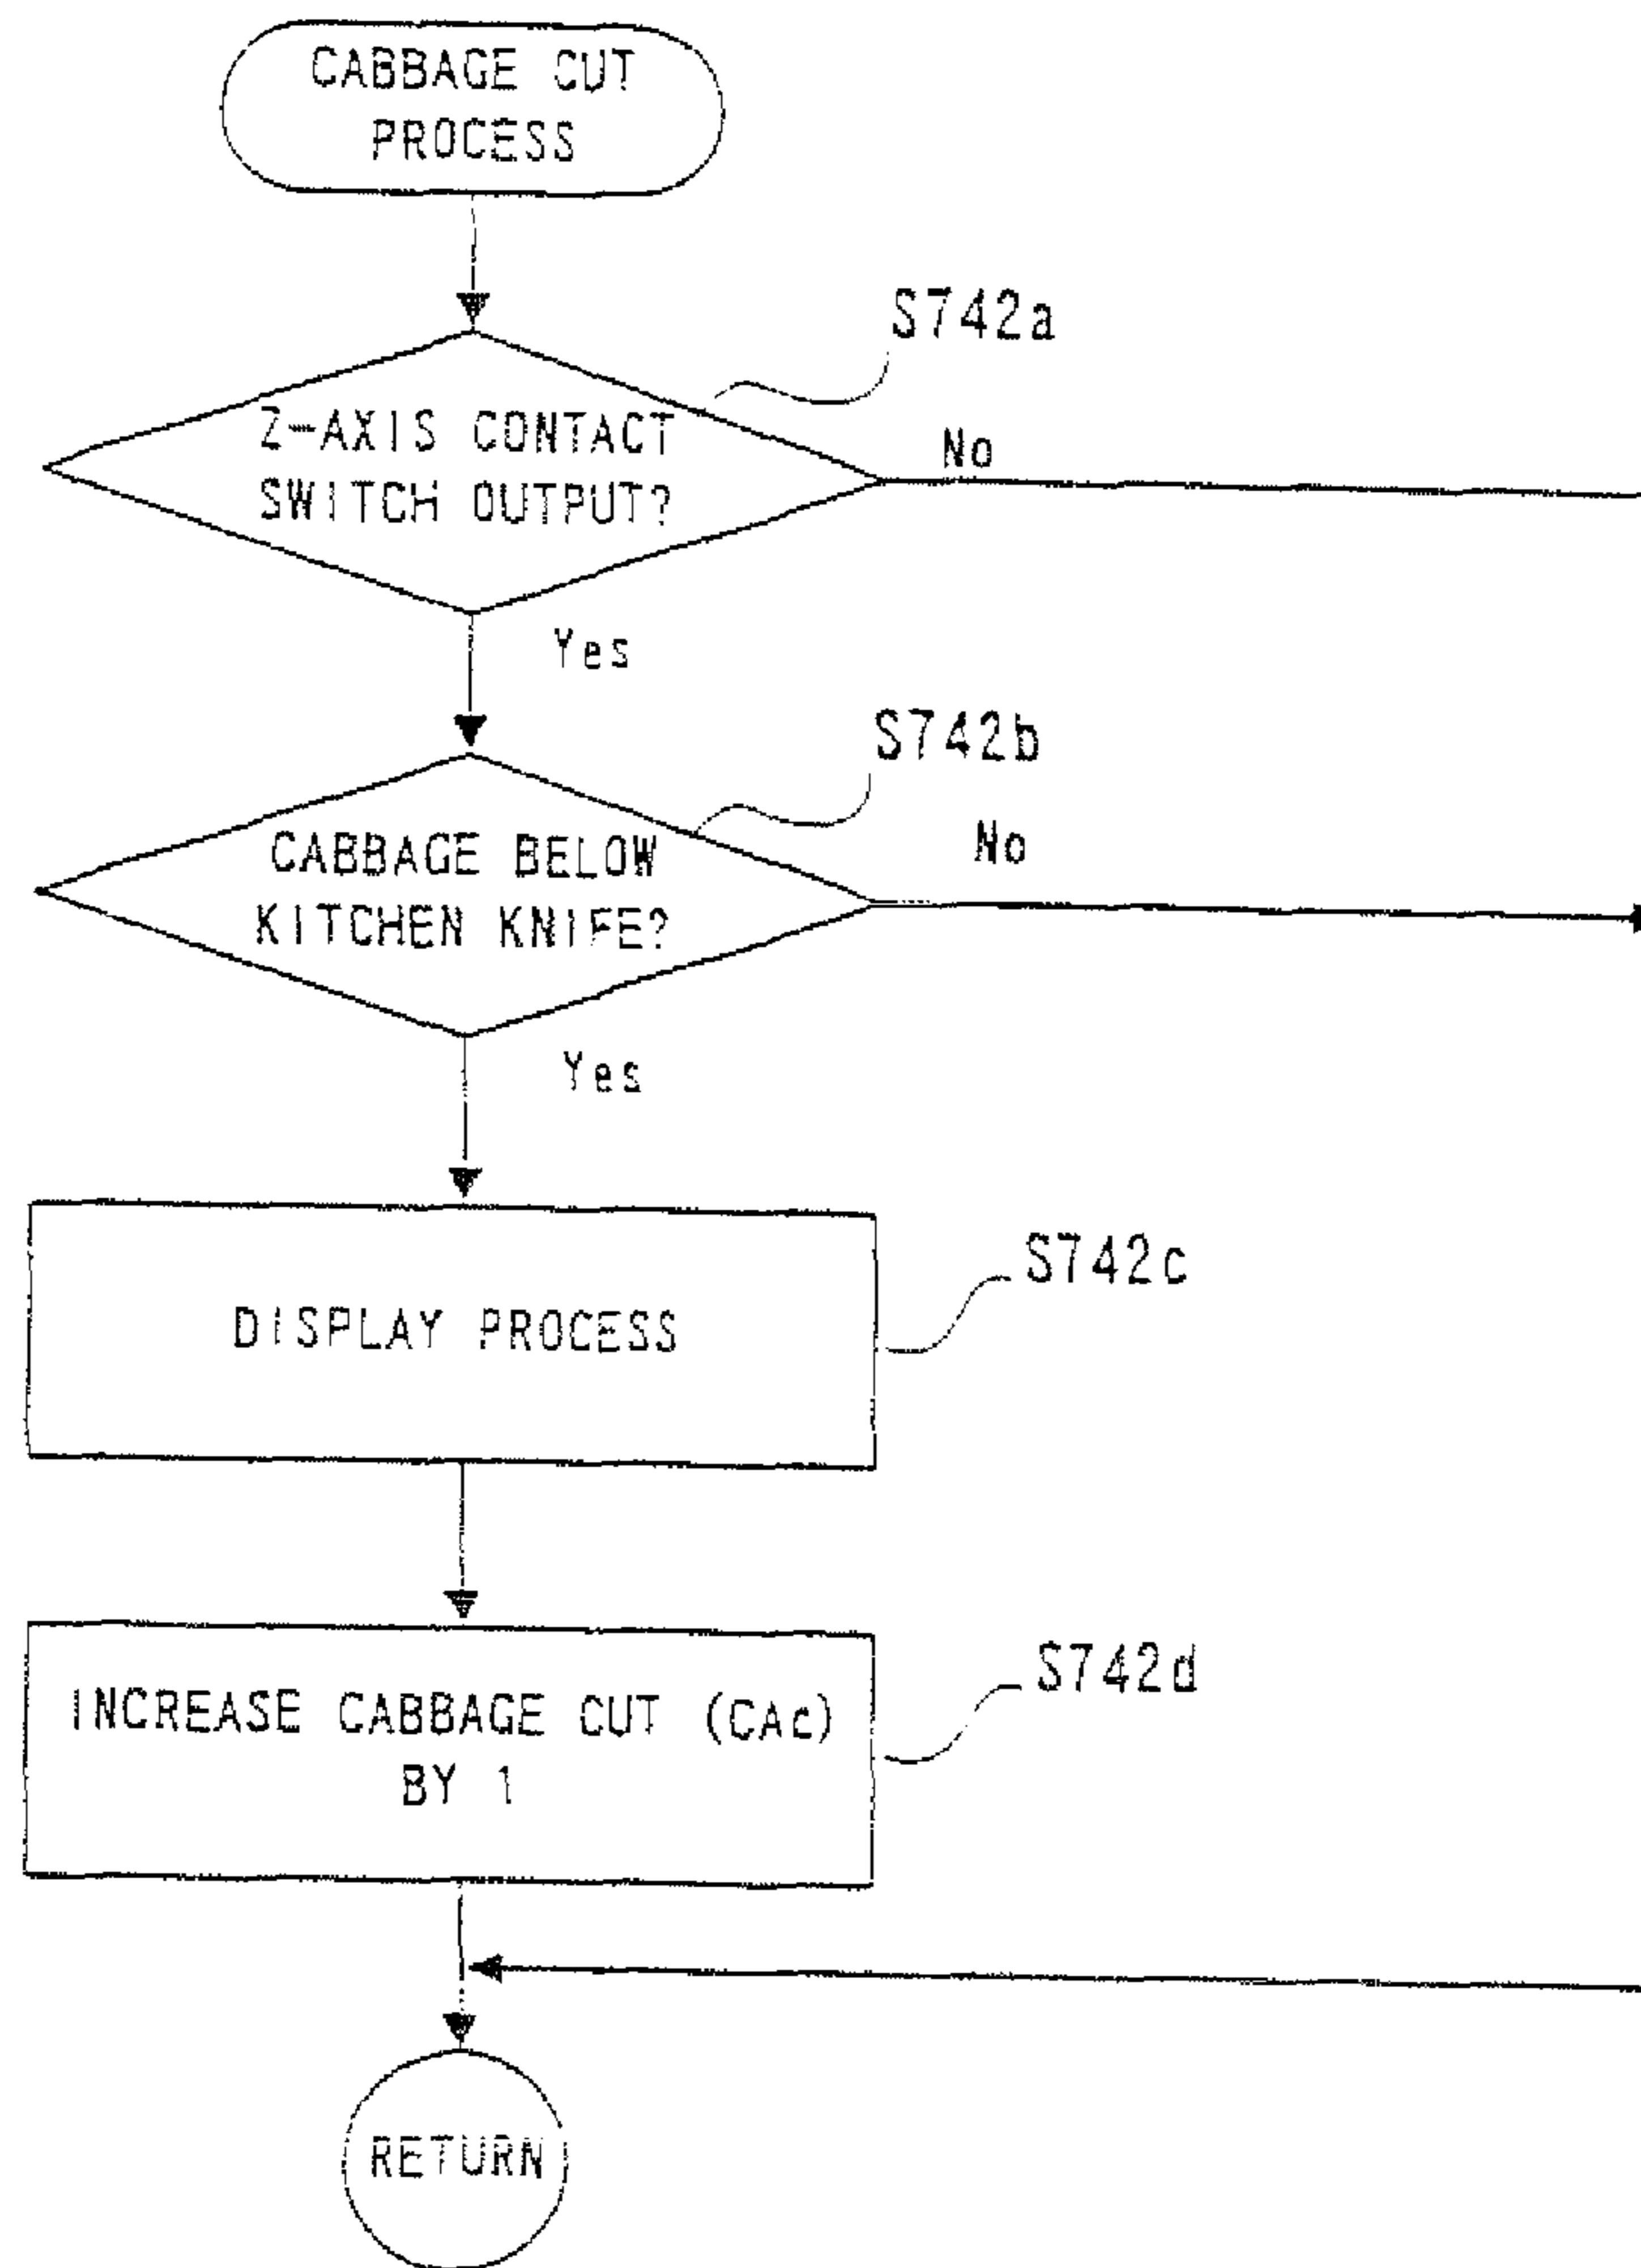 CABBAGE CUT
PROCESS
S742a
Z-AXIS CONTACT
SWITCH OUTPUT?
No
Yes
S742b
CABBAGE BELOW
KITCHEN KNIFE?
No
Yes
S742c
DISPLAY PROCESS
S742d
INCREASE CABBAGE CUT (CAc)
BY 1
RETURN